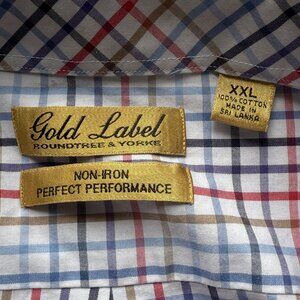 Gold Label
ROUNDTREE & YORKE
NON-IRON
PERFECT PERFORMANCE
XXL
100% COTTON
MADE IN
SRI LANKA